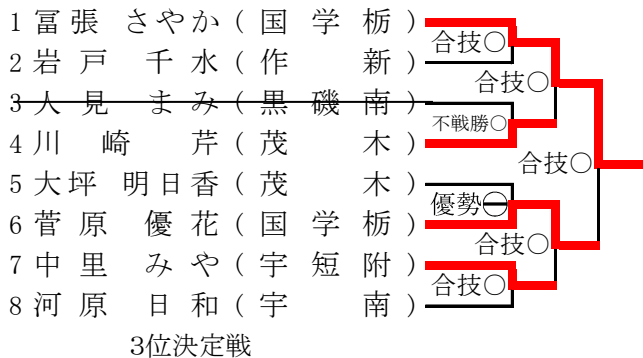 1 冨張 さやか ( 国 学 栃 )
合技○
2 岩戸 千水 ( 作 新 )
合技○
3 人見 まみ ( 黒 磯 南 )
不戦勝○
4 川崎 芹 ( 茂 木 )
合技○
5 大坪 明日香 ( 茂 木 )
優勢○
6 菅原 優花 ( 国 学 栃 )
合技○
7 中里 みや ( 宇 短 附 )
合技○
8 河原 日和 ( 宇 南 )
3位決定戦